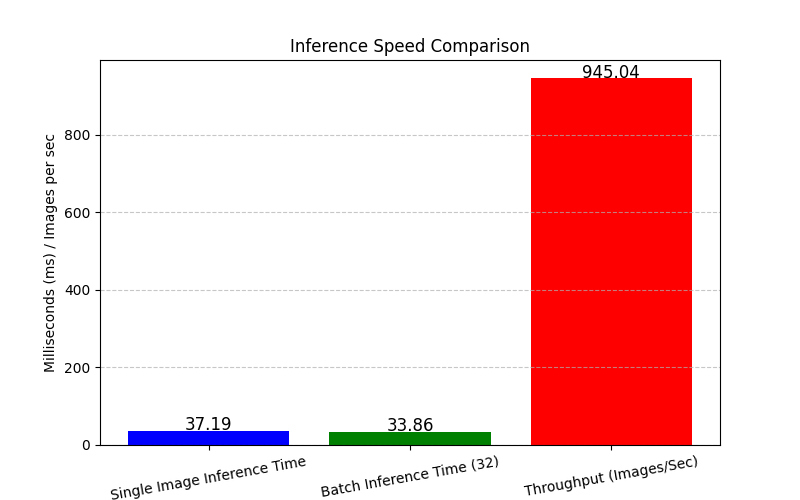 Inference Speed Comparison
945.04
800
600
400
200
0
Milliseconds (ms) / Images per sec
37.19
33.86
Single Image Inference Time
Batch Inference Time (32)
Throughput (Images/Sec)